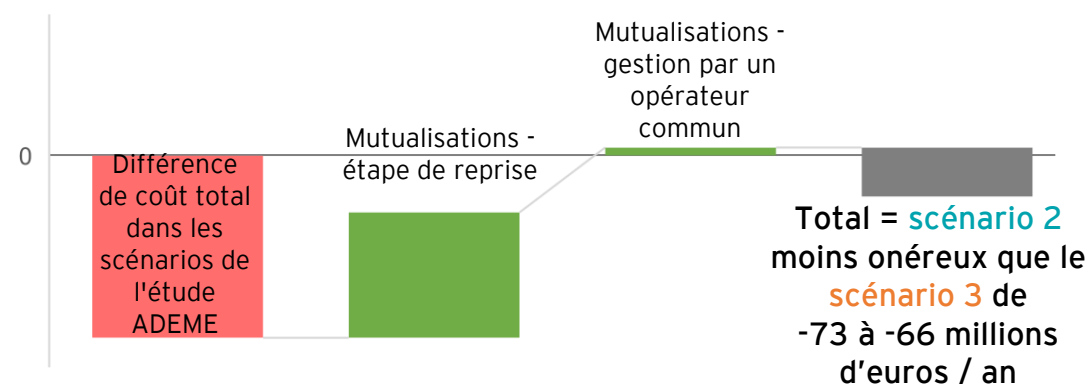 Mutualisations -
gestion par un
opérateur
commun
Mutualisations -
étape de reprise
0
Différence
de coût total
dans les
scénarios de
l'étude
ADEME
Total = scénario 2
moins onéreux que le
scénario 3 de
-73 à -66 millions
d'euros / an